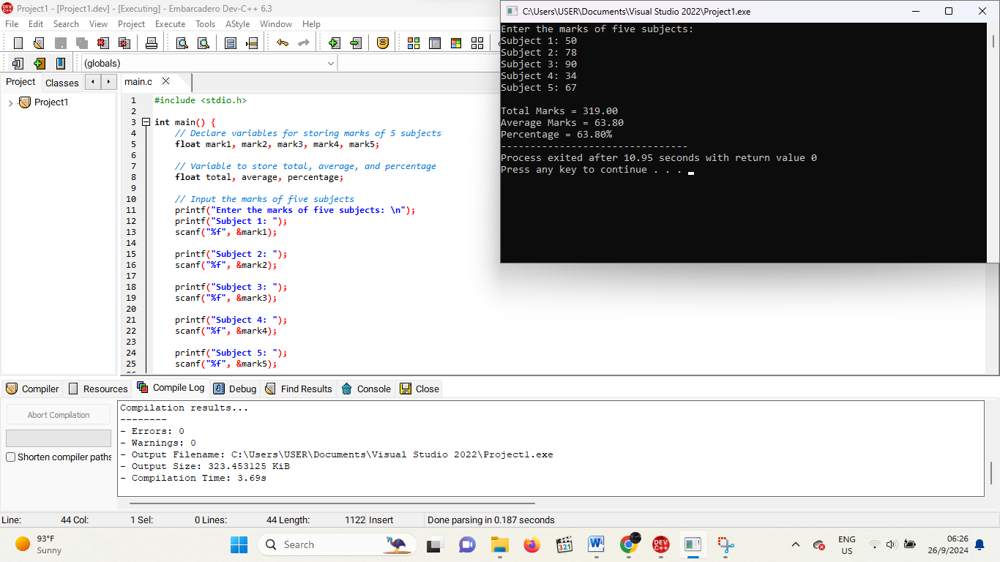 Project1 - [Project1.dev] - [Executing] - Embarcadero Dev-C++ 6.3
File Edit Search View Project Execute Tools AStyle Window Help
(globals)
Project Classes
Project1
main.c
1 #include <stdio.h>
2
3 int main() {
4 // Declare variables for storing marks of 5 subjects
5 float mark1, mark2, mark3, mark4, mark5;
6
7 // Variable to store total, average, and percentage
8 float total, average, percentage;
9
10 // Input the marks of five subjects
11 printf("Enter the marks of five subjects: \n");
12 printf("Subject 1: ");
13 scanf("%f", &mark1);
14
15 printf("Subject 2: ");
16 scanf("%f", &mark2);
17
18 printf("Subject 3: ");
19 scanf("%f", &mark3);
20
21 printf("Subject 4: ");
22 scanf("%f", &mark4);
23
24 printf("Subject 5: ");
25 scanf("%f", &mark5);
C:\Users\USER\Documents\Visual Studio 2022\Project1.exe
Enter the marks of five subjects:
Subject 1: 50
Subject 2: 78
Subject 3: 90
Subject 4: 34
Subject 5: 67
Total Marks = 319.00
Average Marks = 63.80
Percentage = 63.80%
--------------------------------
Process exited after 10.95 seconds with return value 0
Press any key to continue . . .
Compiler Resources Compile Log Debug Find Results Console Close
Abort Compilation
Shorten compiler paths
Compilation results...
--------
- Errors: 0
- Warnings: 0
- Output Filename: C:\Users\USER\Documents\Visual Studio 2022\Project1.exe
- Output Size: 323.453125 KiB
- Compilation Time: 3.69s
Line: 44 Col: 1 Sel: 0 Lines: 44 Length: 1122 Insert Done parsing in 0.187 seconds
93°F
Sunny
Search
321
DEV C++
ENG
US
06:26
26/9/2024